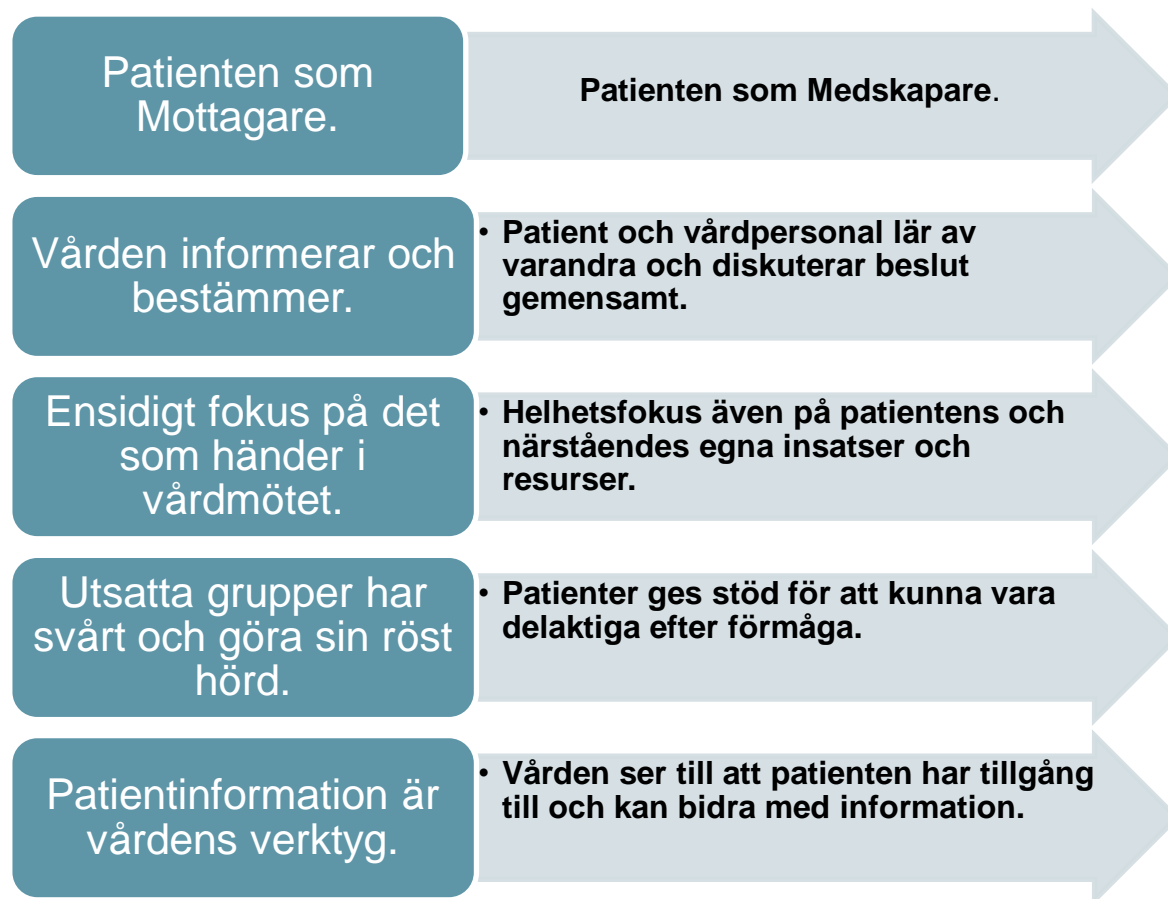 Patienten som
Mottagare.
Patienten som Medskapare.
Vården informerar och
bestämmer.
• Patient och vårdpersonal lär av
varandra och diskuterar beslut
gemensamt.
Ensidigt fokus på det
som händer i
vårdmötet.
• Helhetsfokus även på patientens och
närståendes egna insatser och
resurser.
Utsatta grupper har
svårt och göra sin röst
hörd.
• Patienter ges stöd för att kunna vara
delaktiga efter förmåga.
Patientinformation är
vårdens verktyg.
• Vården ser till att patienten har tillgång
till och kan bidra med information.